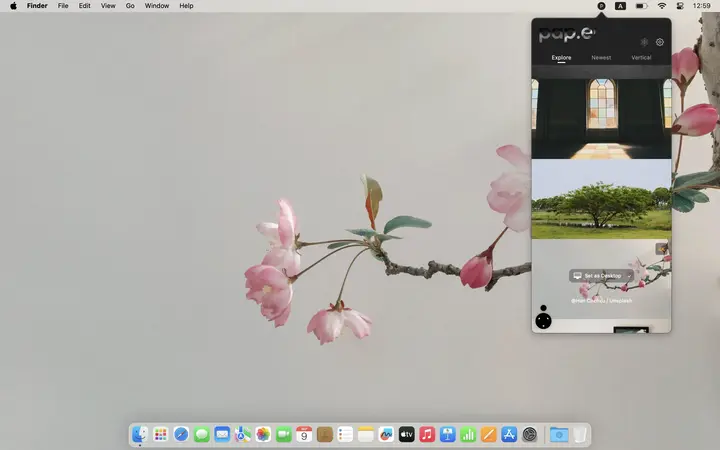 Finder File Edit View Go Window Help
A
12:59
pap.er
Explore Newest Vertical
Set as Desktop
/ Unsplash
9
tv